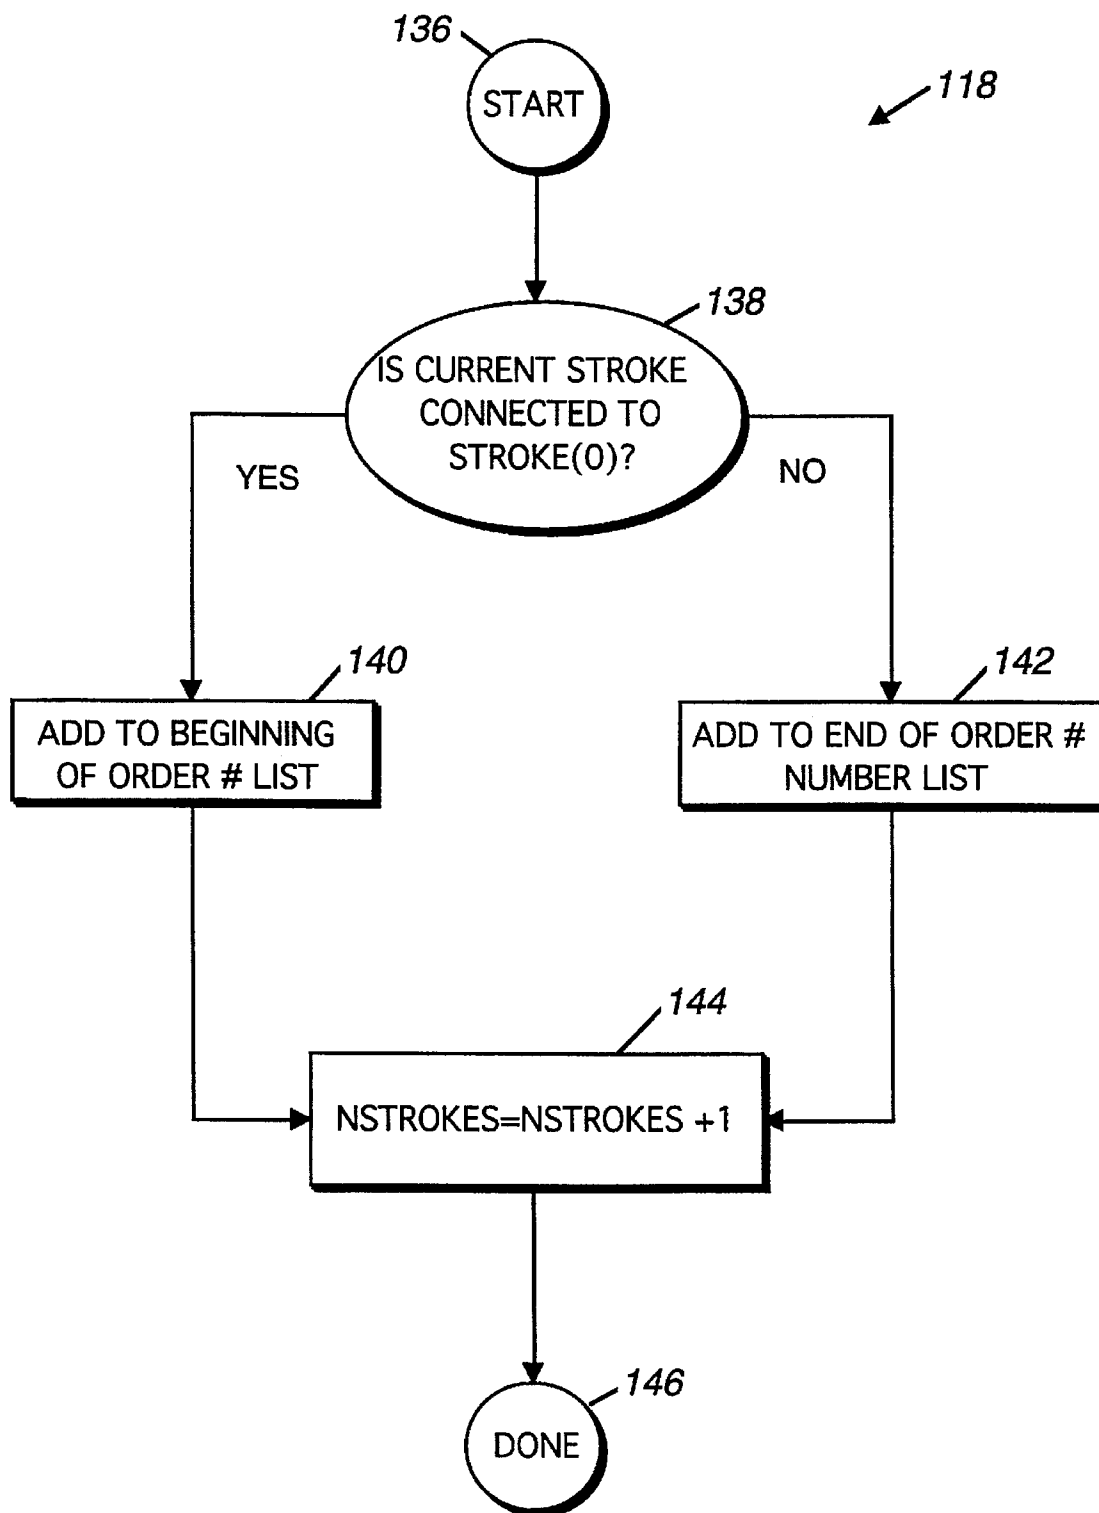 136
START
118
138
IS CURRENT STROKE
CONNECTED TO
STROKE(0)?
YES
NO
140
142
ADD TO BEGINNING
OF ORDER # LIST
ADD TO END OF ORDER #
NUMBER LIST
144
NSTROKES=NSTROKES +1
146
DONE